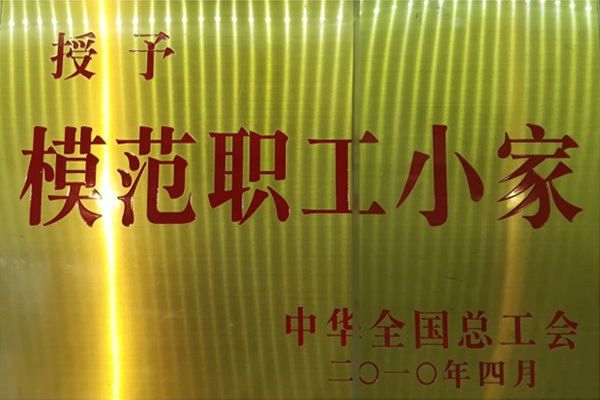 授予
模范职工小家
中华全国总工会
二〇一〇年四月